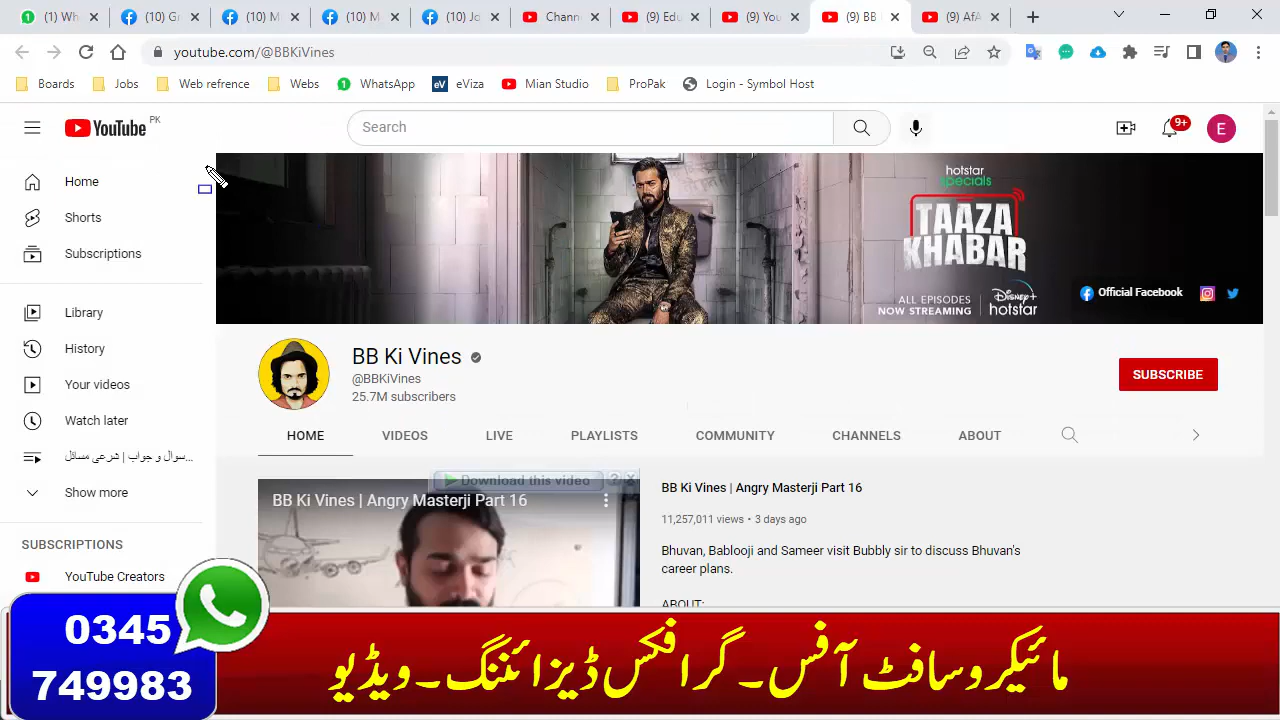 (1) Wh
(10) G
(10) M
(10) M
(10) Jo
Chann
(9) Edu
(9) You
(9) BB
(9) AfA
youtube.com/@BBKiVines
Boards
Jobs
Web refrence
Webs
WhatsApp
eViza
Mian Studio
ProPak
Login - Symbol Host
YouTube PK
Search
9+
E
Home
Shorts
Subscriptions
Library
History
Your videos
Watch later
سوال و جواب | شرعی مسائل...
Show more
SUBSCRIPTIONS
YouTube Creators
hotstar
specials
TAAZA
KHABAR
ALL EPISODES
NOW STREAMING
Disney+
hotstar
Official Facebook
BB Ki Vines
@BBKiVines
25.7M subscribers
SUBSCRIBE
HOME
VIDEOS
LIVE
PLAYLISTS
COMMUNITY
CHANNELS
ABOUT
Download this video ? X
BB Ki Vines | Angry Masterji Part 16
BB Ki Vines | Angry Masterji Part 16
11,257,011 views • 3 days ago
Bhuvan, Bablooji and Sameer visit Bubbly sir to discuss Bhuvan's
career plans.
ABOUT:
0345
749983
مائیکروسافٹ آفس۔ گرافکس ڈیزائننگ۔ ویڈیو